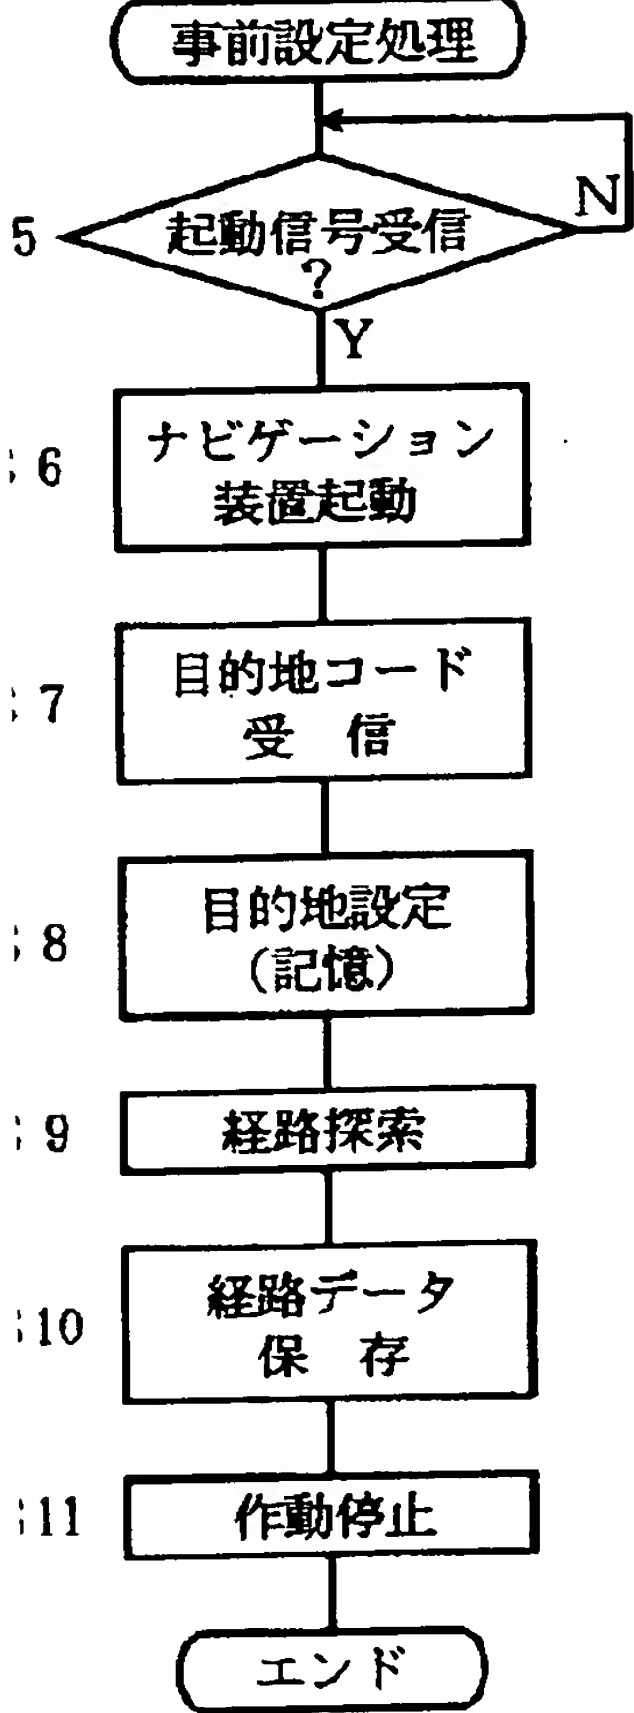 事前設定処理
N
5
起動信号受信
?
Y
6
ナビゲーション
装置起動
7
目的地コード
受 信
8
目的地設定
(記憶)
9
経路探索
10
経路データ
保 存
11
作動停止
エンド